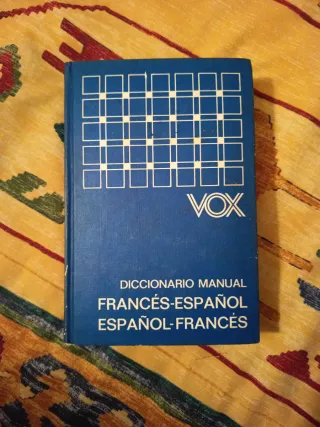 VOX
DICCIONARIO MANUAL
FRANCÉS-ESPAÑOL
ESPAÑOL-FRANCÉS